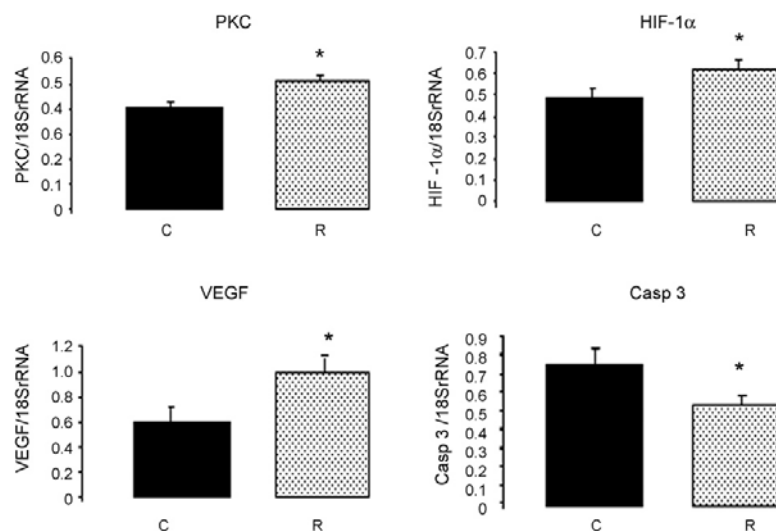 PKC
PKC/18SrRNA
0.6
0.5
0.4
0.6
0.2
0.1
0
*
C
R
HIF-1α
HIF -1α/18SrRNA
0.7
0.6
0.5
0.4
0.3
0.2
0.1
0
*
C
R
VEGF
VEGF/18SrRNA
1.2
1.0
0.8
0.6
0.4
0.2
0
*
C
R
Casp 3
Casp 3 /18SrRNA
0.9
0.8
0.7
0.6
0.5
0.4
0.3
0.2
0.1
0
*
C
R